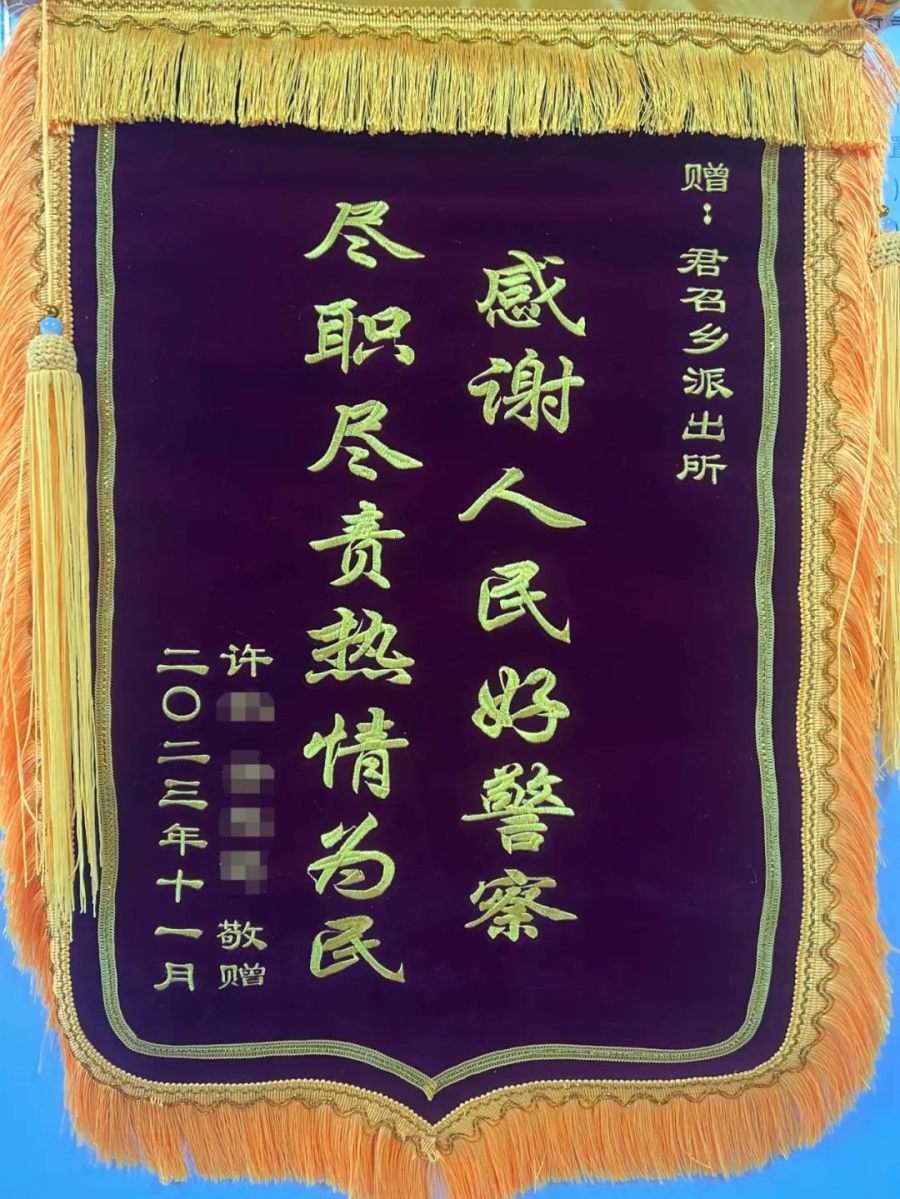 赠：君召乡派出所
感谢人民好警察
尽职尽责热情为民
许 敬赠
二〇二三年十一月